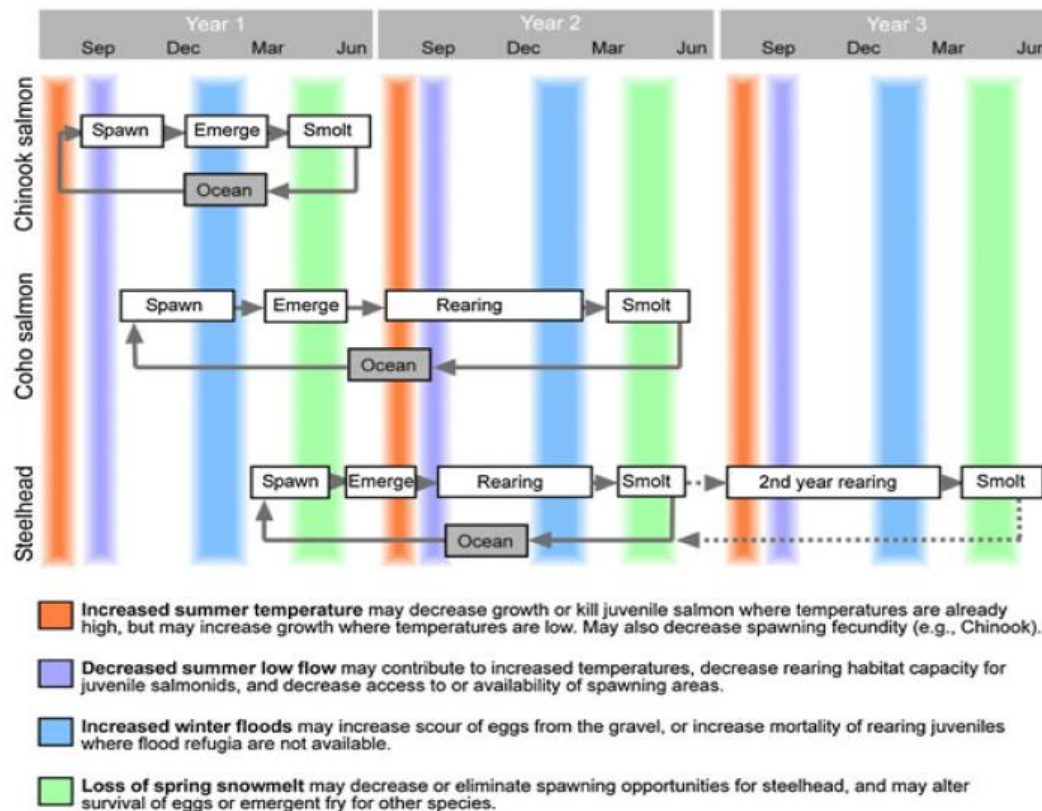 Year 1 Year 2 Year 3
Sep Dec Mar Jun Sep Dec Mar Jun Sep Dec Mar Jun
Chinook salmon
Spawn Emerge Smolt
Ocean
Coho salmon
Spawn Emerge Rearing Smolt
Ocean
Steelhead
Spawn Emerge Rearing Smolt 2nd year rearing Smolt
Ocean
Increased summer temperature may decrease growth or kill juvenile salmon where temperatures are already
high, but may increase growth where temperatures are low. May also decrease spawning fecundity (e.g., Chinook).
Decreased summer low flow may contribute to increased temperatures, decrease rearing habitat capacity for
juvenile salmonids, and decrease access to or availability of spawning areas.
Increased winter floods may increase scour of eggs from the gravel, or increase mortality of rearing juveniles
where flood refugia are not available.
Loss of spring snowmelt may decrease or eliminate spawning opportunities for steelhead, and may alter
survival of eggs or emergent fry for other species.